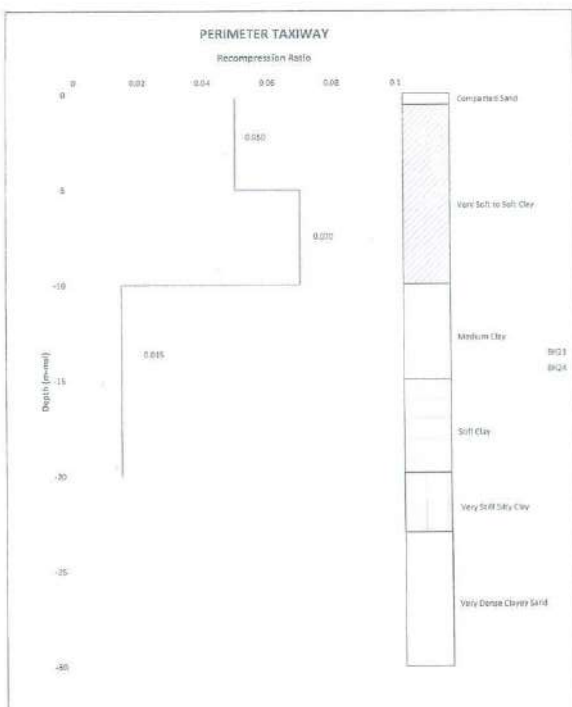 PERIMETER TAXIWAY
Recompression Ratio
0 0.02 0.04 0.06 0.08 0.1
0
Compacted Sand
0.050
-5
Very Soft to Soft Clay
0.070
-10
Medium Clay
BH23
0.015
BH24
-15
Depth (m-msl)
Stiff Clay
-20
Very Stiff Silty Clay
-25
Very Dense Clayey Sand
-30